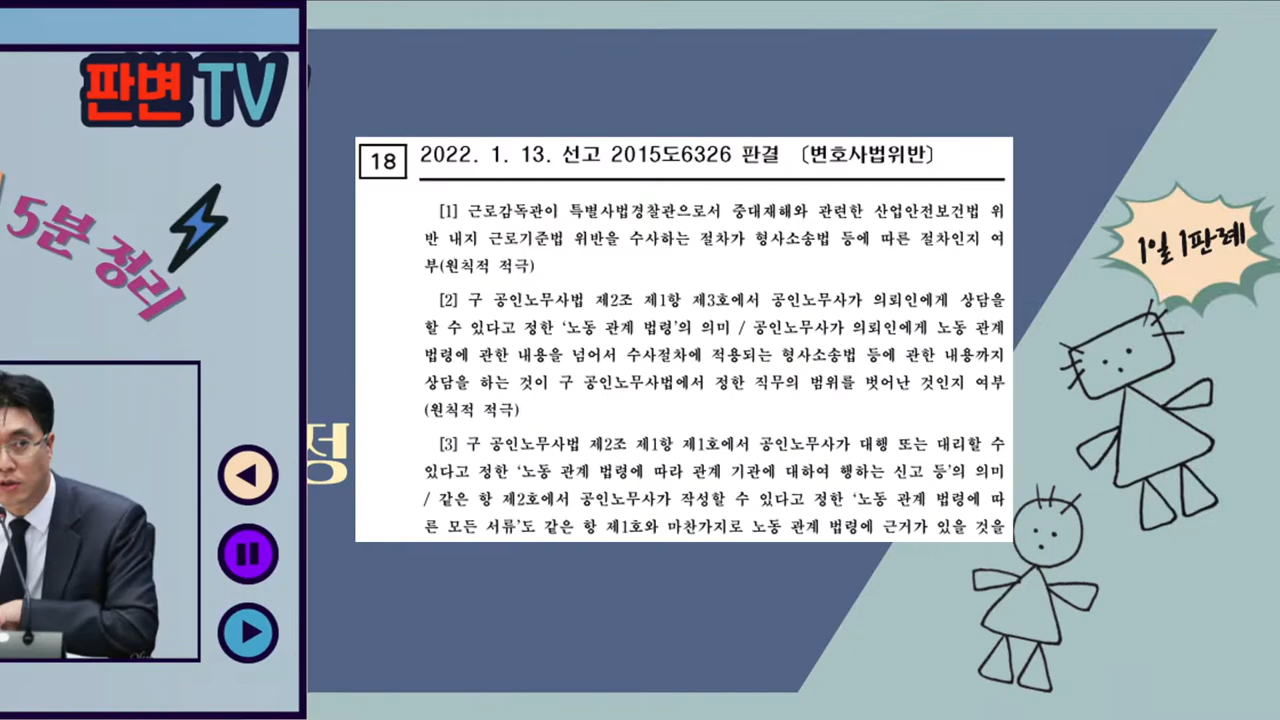 판변 TV
5분 정리
1일 1판례
정
18
2022. 1. 13. 선고 2015도6326 판결 〔변호사법위반〕
[1] 근로감독관이 특별사법경찰관으로서 중대재해와 관련한 산업안전보건법 위
반 내지 근로기준법 위반을 수사하는 절차가 형사소송법 등에 따른 절차인지 여
부(원칙적 적극)
[2] 구 공인노무사법 제2조 제1항 제3호에서 공인노무사가 의뢰인에게 상담을
할 수 있다고 정한 ‘노동 관계 법령’의 의미 / 공인노무사가 의뢰인에게 노동 관계
법령에 관한 내용을 넘어서 수사절차에 적용되는 형사소송법 등에 관한 내용까지
상담을 하는 것이 구 공인노무사법에서 정한 직무의 범위를 벗어난 것인지 여부
(원칙적 적극)
[3] 구 공인노무사법 제2조 제1항 제1호에서 공인노무사가 대행 또는 대리할 수
있다고 정한 ‘노동 관계 법령에 따라 관계 기관에 대하여 행하는 신고 등’의 의미
/ 같은 항 제2호에서 공인노무사가 작성할 수 있다고 정한 ‘노동 관계 법령에 따
른 모든 서류’도 같은 항 제1호와 마찬가지로 노동 관계 법령에 근거가 있을 것을